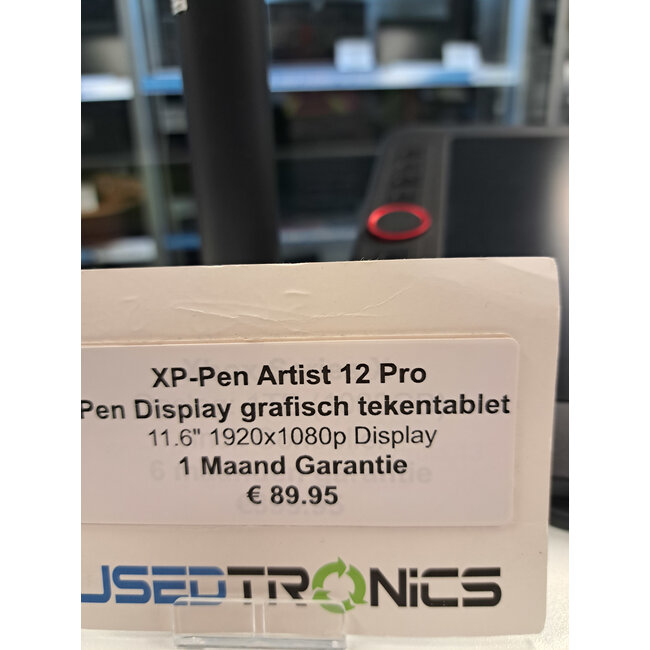 XP-Pen Artist 12 Pro
Pen Display grafisch tekentablet
11.6" 1920x1080p Display
1 Maand Garantie
€ 89.95
USEDTRONiCS